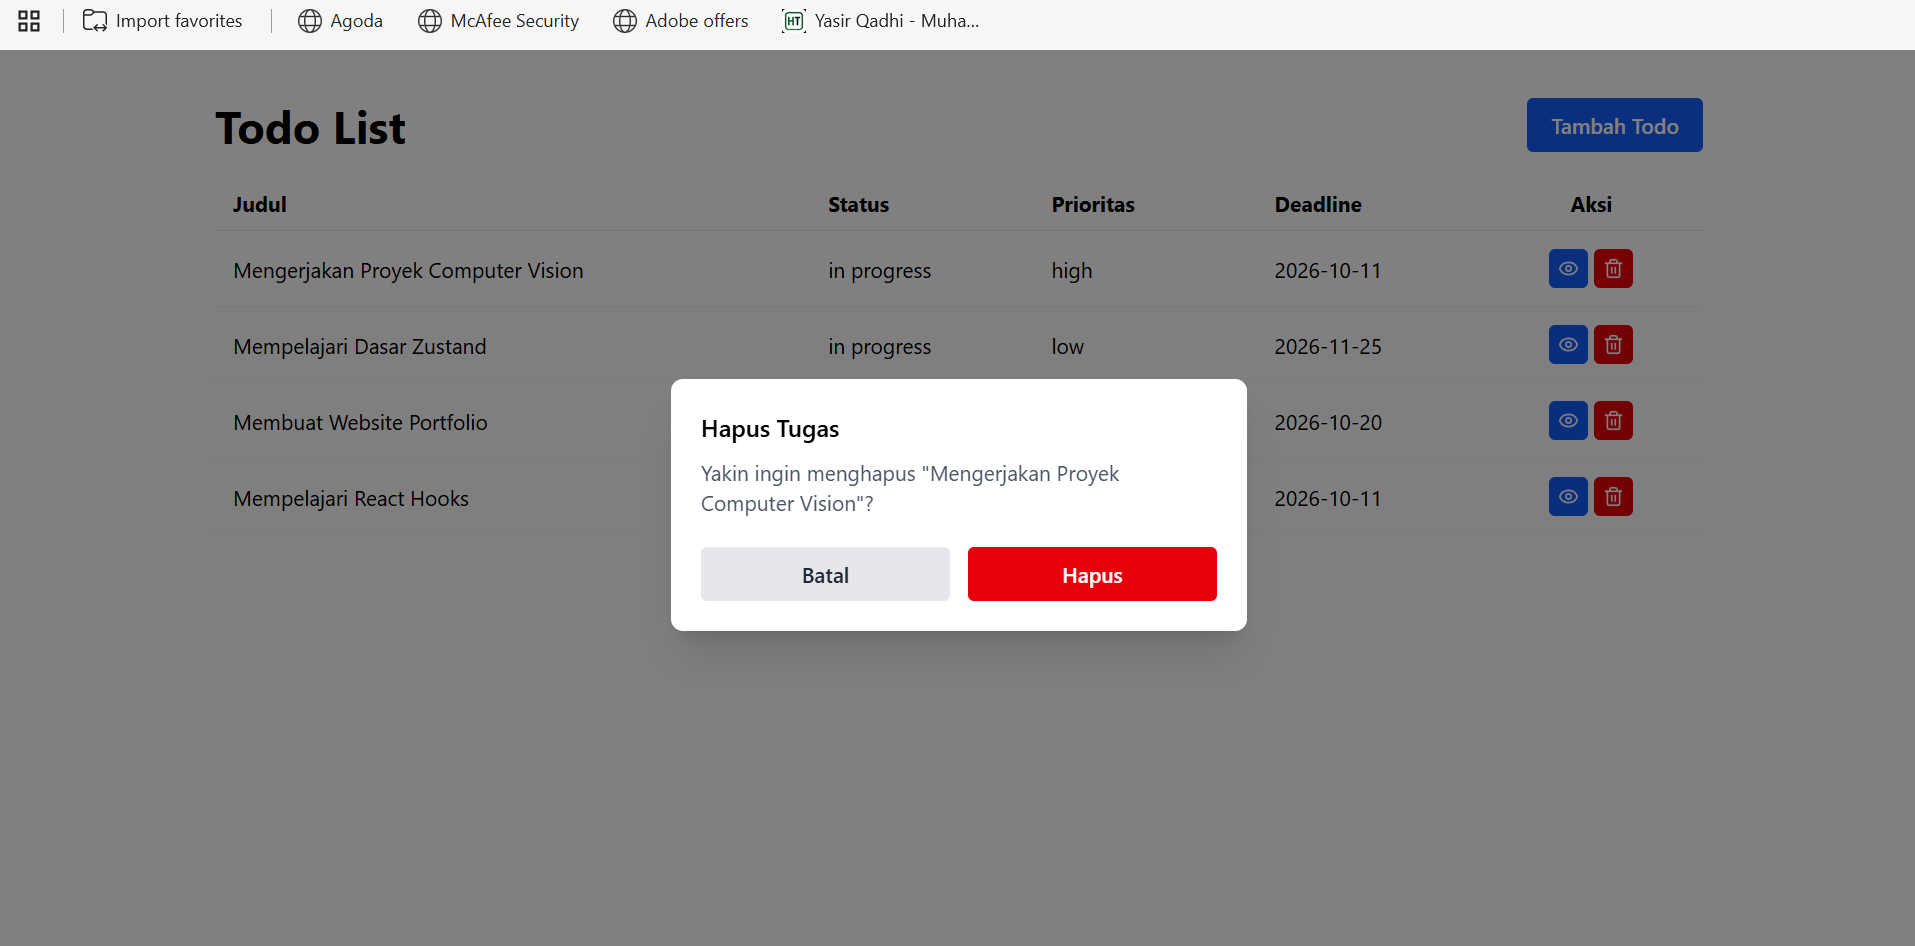 Import favorites Agoda McAfee Security Adobe offers HT Yasir Qadhi - Muha...
Todo List Tambah Todo
Judul Status Prioritas Deadline Aksi
Mengerjakan Proyek Computer Vision in progress high 2026-10-11
Mempelajari Dasar Zustand in progress low 2026-11-25
Membuat Website Portfolio 2026-10-20
Mempelajari React Hooks 2026-10-11
Hapus Tugas
Yakin ingin menghapus "Mengerjakan Proyek
Computer Vision"?
Batal Hapus